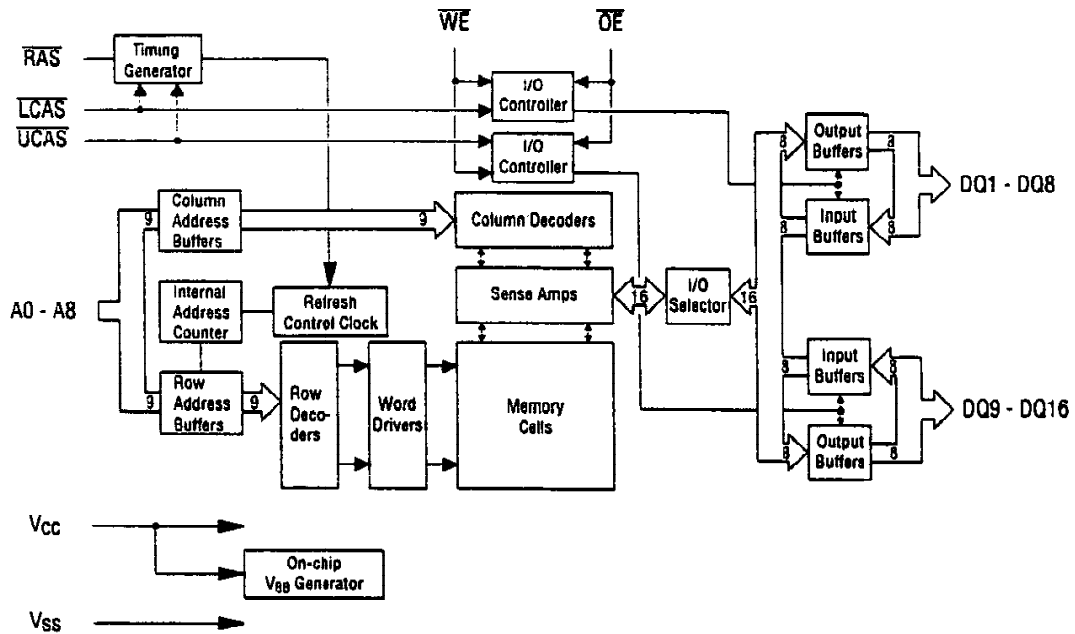 WE
OE
RAS
Timing
Generator
LCAS
UCAS
I/O
Controller
I/O
Controller
8
Output
Buffers
8
DQ1 - DQ8
8
Input
Buffers
8
9
Column
Address
Buffers
9
Column Decoders
A0 - A8
Internal
Address
Counter
Refresh
Control Clock
Sense Amps
16
I/O
Selector
16
9
Row
Address
Buffers
9
Row
Deco-
ders
Word
Drivers
Memory
Cells
8
Input
Buffers
8
DQ9 - DQ16
8
Output
Buffers
8
VCC
On-chip
VBB Generator
VSS